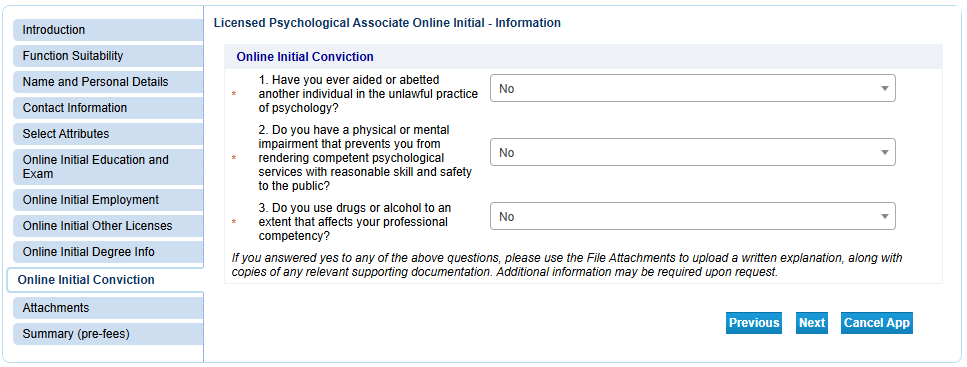 Introduction
Function Suitability
Name and Personal Details
Contact Information
Select Attributes
Online Initial Education and
Exam
Online Initial Employment
Online Initial Other Licenses
Online Initial Degree Info
Online Initial Conviction
Attachments
Summary (pre-fees)
Licensed Psychological Associate Online Initial - Information
Online Initial Conviction
1. Have you ever aided or abetted
* another individual in the unlawful practice
of psychology?
No
2. Do you have a physical or mental
impairment that prevents you from
* rendering competent psychological
services with reasonable skill and safety
to the public?
No
3. Do you use drugs or alcohol to an
* extent that affects your professional
competency?
No
If you answered yes to any of the above questions, please use the File Attachments to upload a written explanation, along with
copies of any relevant supporting documentation. Additional information may be required upon request.
Previous Next Cancel App